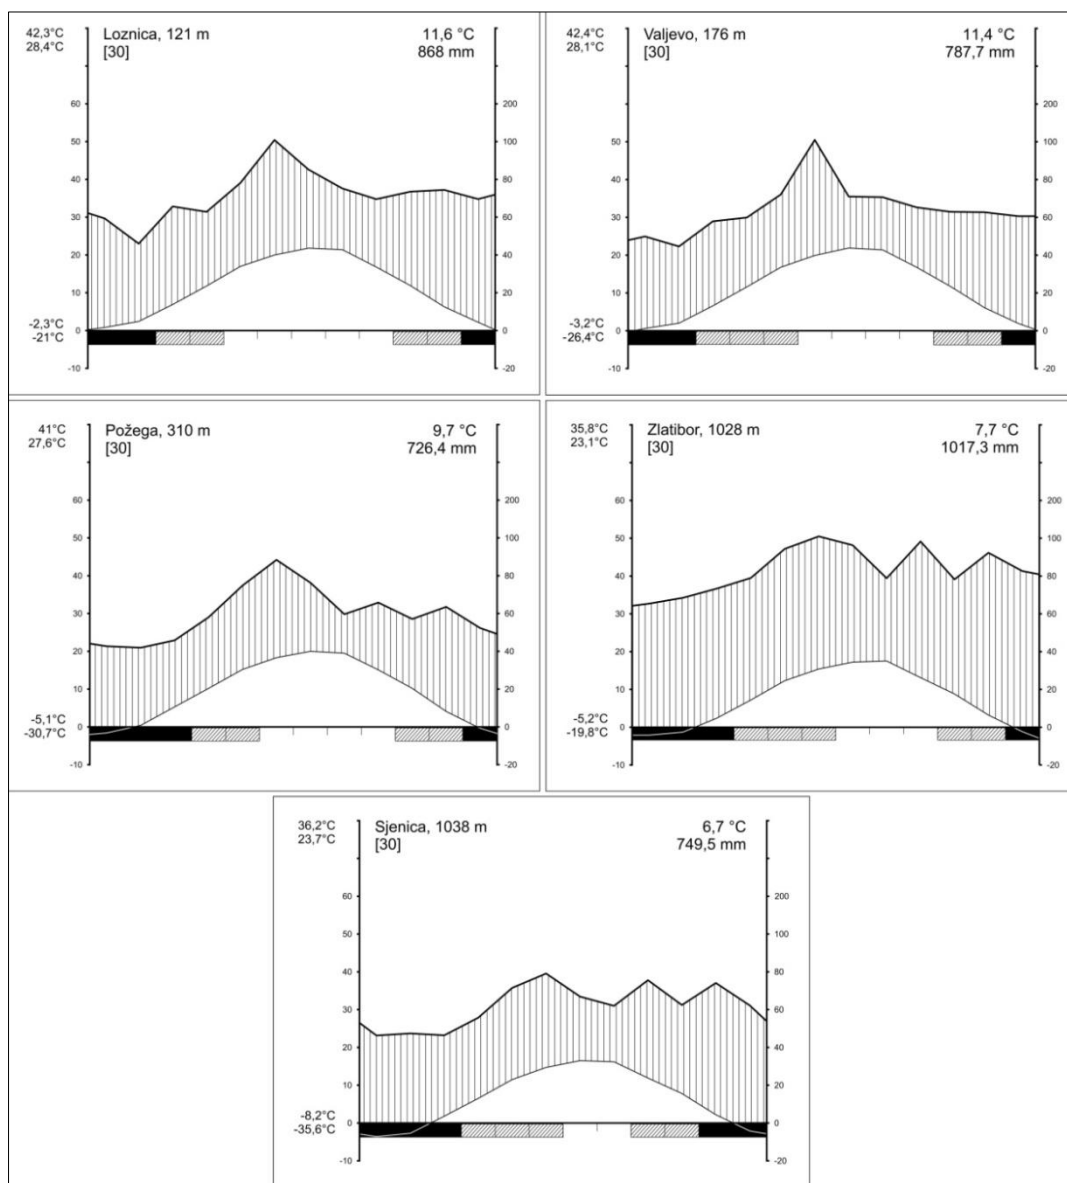 42,3°C
28,4°C
Loznica, 121 m
[30]
11,6 °C
868 mm
60
50
40
30
20
10
0
-10
-2,3°C
-21°C
200
100
80
60
40
20
0
-20
42,4°C
28,1°C
Valjevo, 176 m
[30]
11,4 °C
787,7 mm
60
50
40
30
20
10
0
-10
-3,2°C
-26,4°C
200
100
80
60
40
20
0
-20
41°C
27,6°C
Požega, 310 m
[30]
9,7 °C
726,4 mm
60
50
40
30
20
10
0
-10
-5,1°C
-30,7°C
200
100
80
60
40
20
0
-20
35,8°C
23,1°C
Zlatibor, 1028 m
[30]
7,7 °C
1017,3 mm
60
50
40
30
20
10
0
-10
-5,2°C
-19,8°C
200
100
80
60
40
20
0
-20
36,2°C
23,7°C
Sjenica, 1038 m
[30]
6,7 °C
749,5 mm
60
50
40
30
20
10
0
-10
-8,2°C
-35,6°C
200
100
80
60
40
20
0
-20